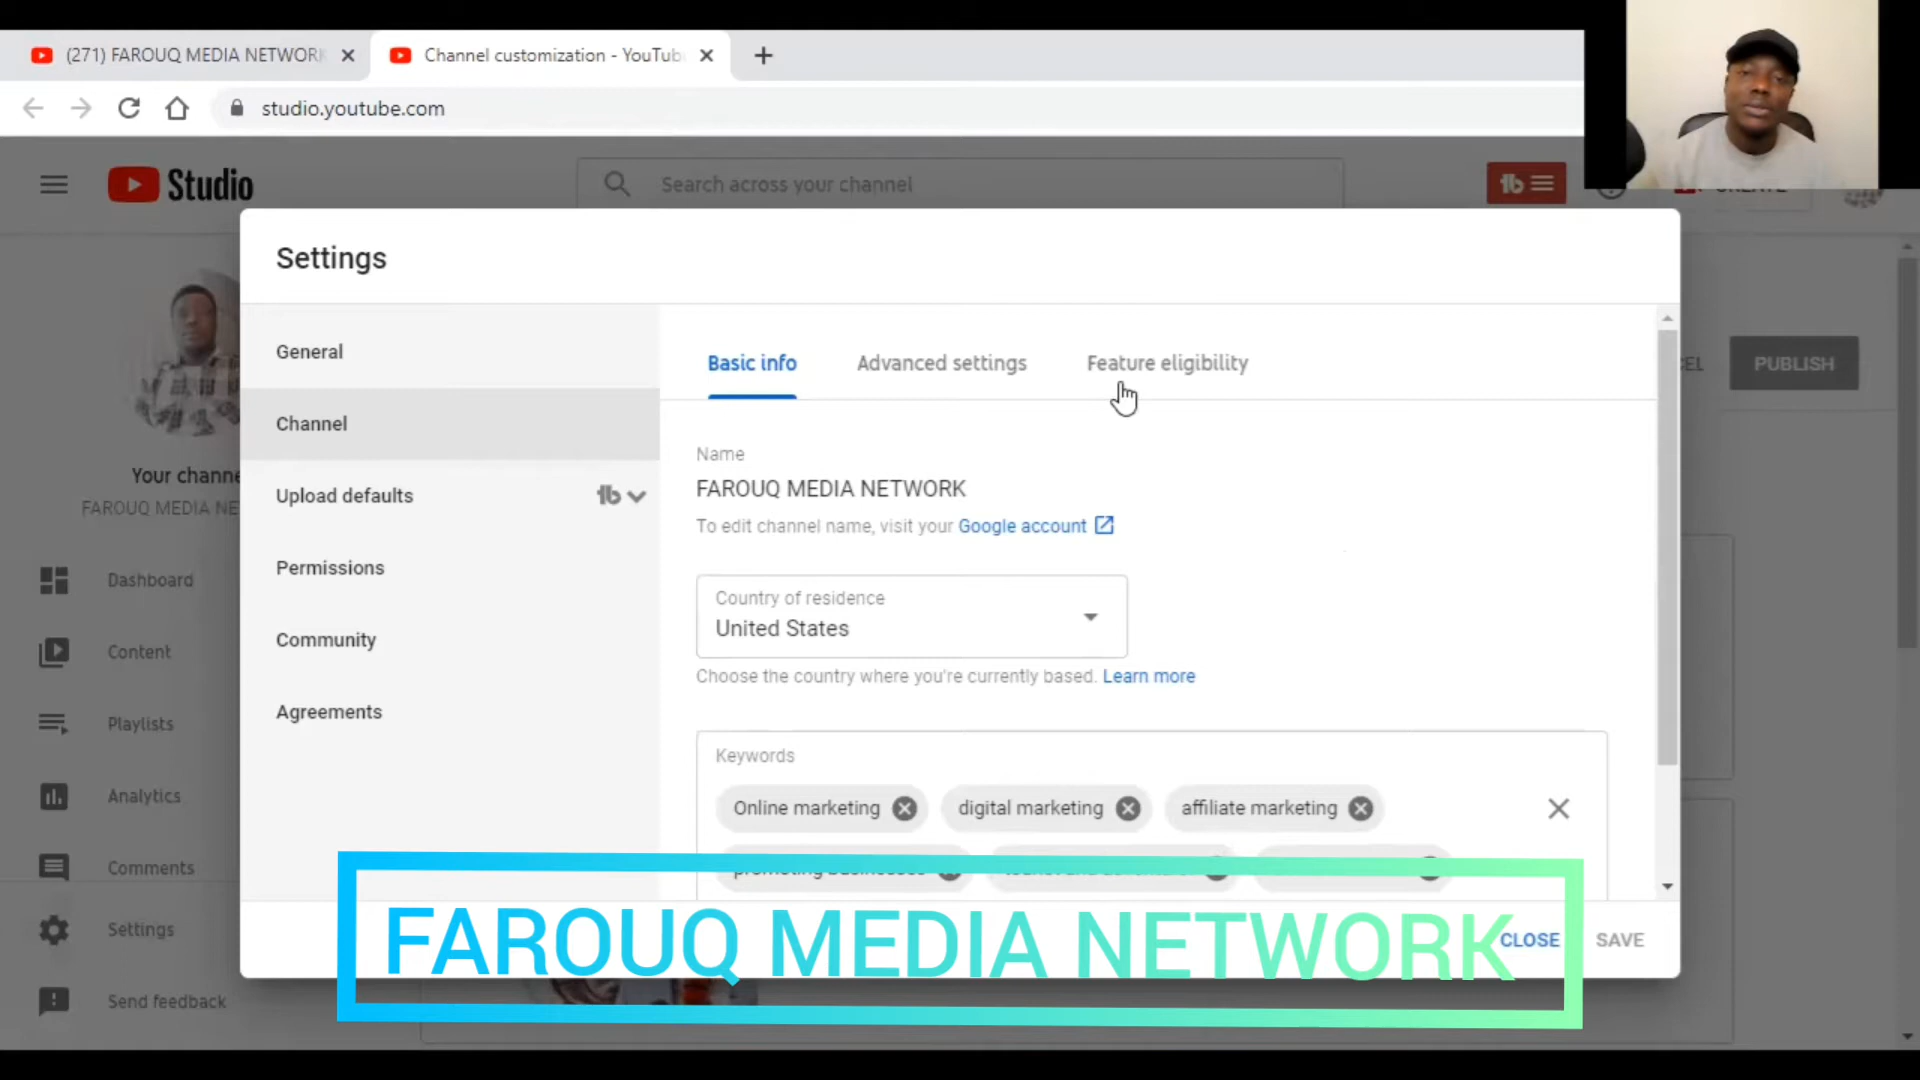 (271) FAROUQ MEDIA NETWORK
Channel customization - YouTub
studio.youtube.com
Studio
Search across your channel
CREATE
Settings
General
Channel
Upload defaults
Permissions
Community
Agreements
Basic info
Advanced settings
Feature eligibility
PUBLISH
Name
FAROUQ MEDIA NETWORK
To edit channel name, visit your Google account
Country of residence
United States
Choose the country where you're currently based. Learn more
Keywords
Online marketing
digital marketing
affiliate marketing
promoting businesses
CLOSE
SAVE
Your channe
FAROUQ MEDIA NE
Dashboard
Content
Playlists
Analytics
Comments
Settings
Send feedback
FAROUQ MEDIA NETWORK